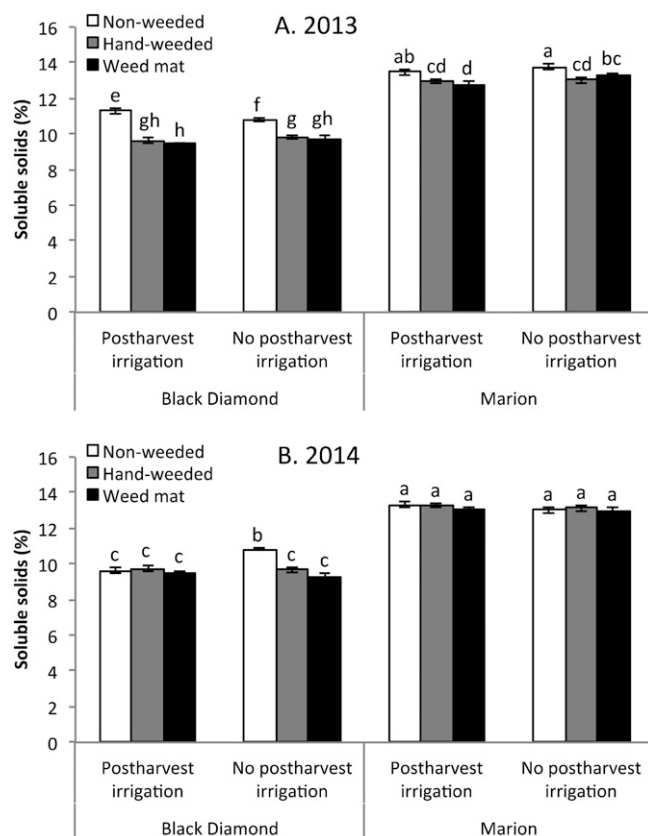 A. 2013
Non-weeded
Hand-weeded
Weed mat
Soluble solids (%)
16
14
12
10
8
6
4
2
0
e gh h f g gh ab cd d a cd bc
Postharvest irrigation
No postharvest irrigation
Postharvest irrigation
No postharvest irrigation
Black Diamond
Marion
B. 2014
Non-weeded
Hand-weeded
Weed mat
Soluble solids (%)
16
14
12
10
8
6
4
2
0
c c c b c c a a a a a a
Postharvest irrigation
No postharvest irrigation
Postharvest irrigation
No postharvest irrigation
Black Diamond
Marion